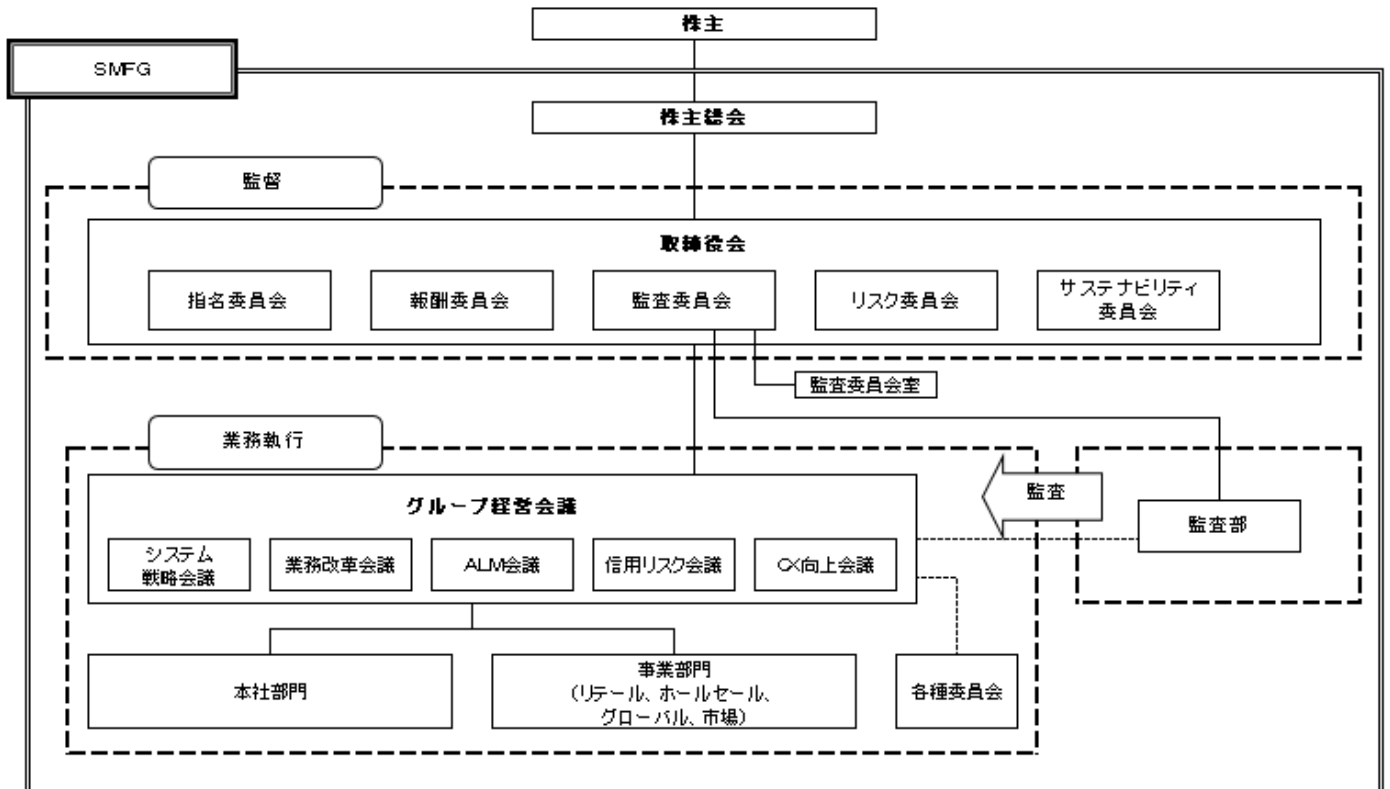 株主
SMFG
株主総会
監督
取締役会
指名委員会
報酬委員会
監査委員会
リスク委員会
サステナビリティ
委員会
監査委員会室
業務執行
グループ経営会議
システム
戦略会議
業務改革会議
ALM会議
信用リスク会議
CX向上会議
監査
監査部
本社部門
事業部門
(リテール、ホールセール、
グローバル、市場)
各種委員会